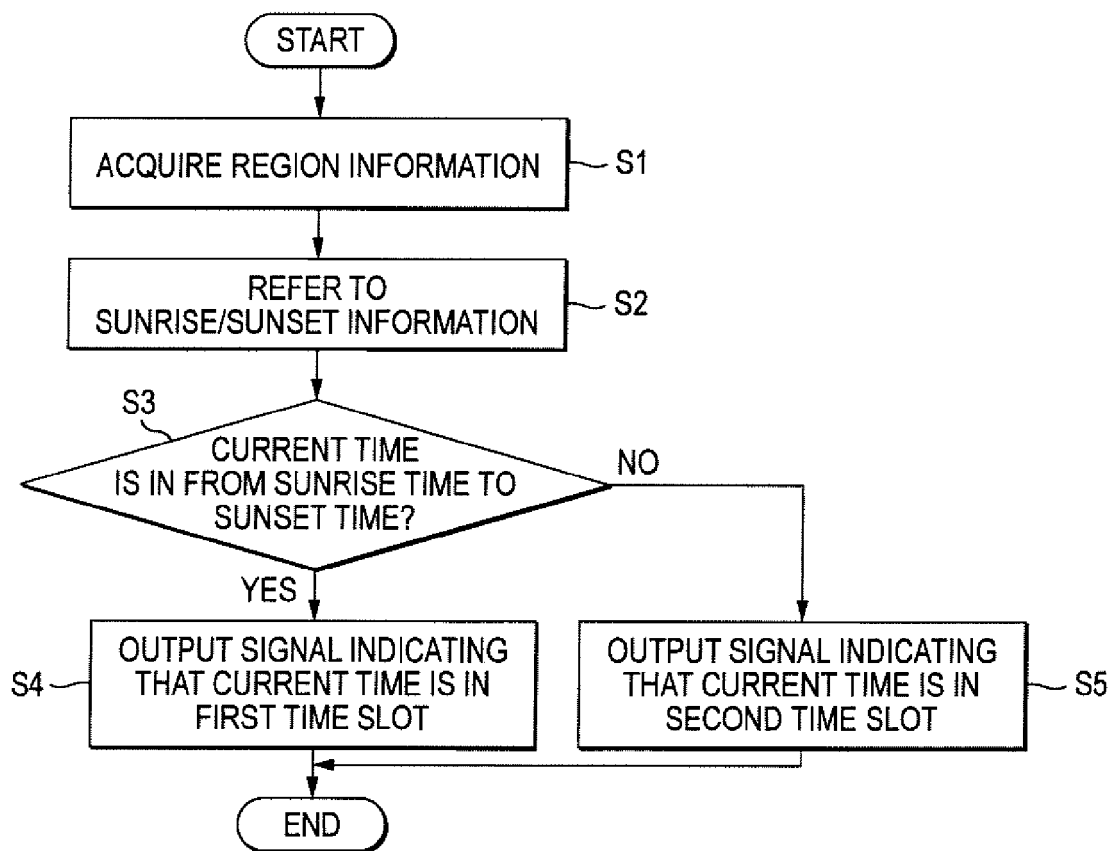 START
ACQUIRE REGION INFORMATION
S1
REFER TO
SUNRISE/SUNSET INFORMATION
S2
S3
CURRENT TIME
IS IN FROM SUNRISE TIME TO
SUNSET TIME?
NO
YES
OUTPUT SIGNAL INDICATING
THAT CURRENT TIME IS IN
FIRST TIME SLOT
S4
OUTPUT SIGNAL INDICATING
THAT CURRENT TIME IS IN
SECOND TIME SLOT
S5
END